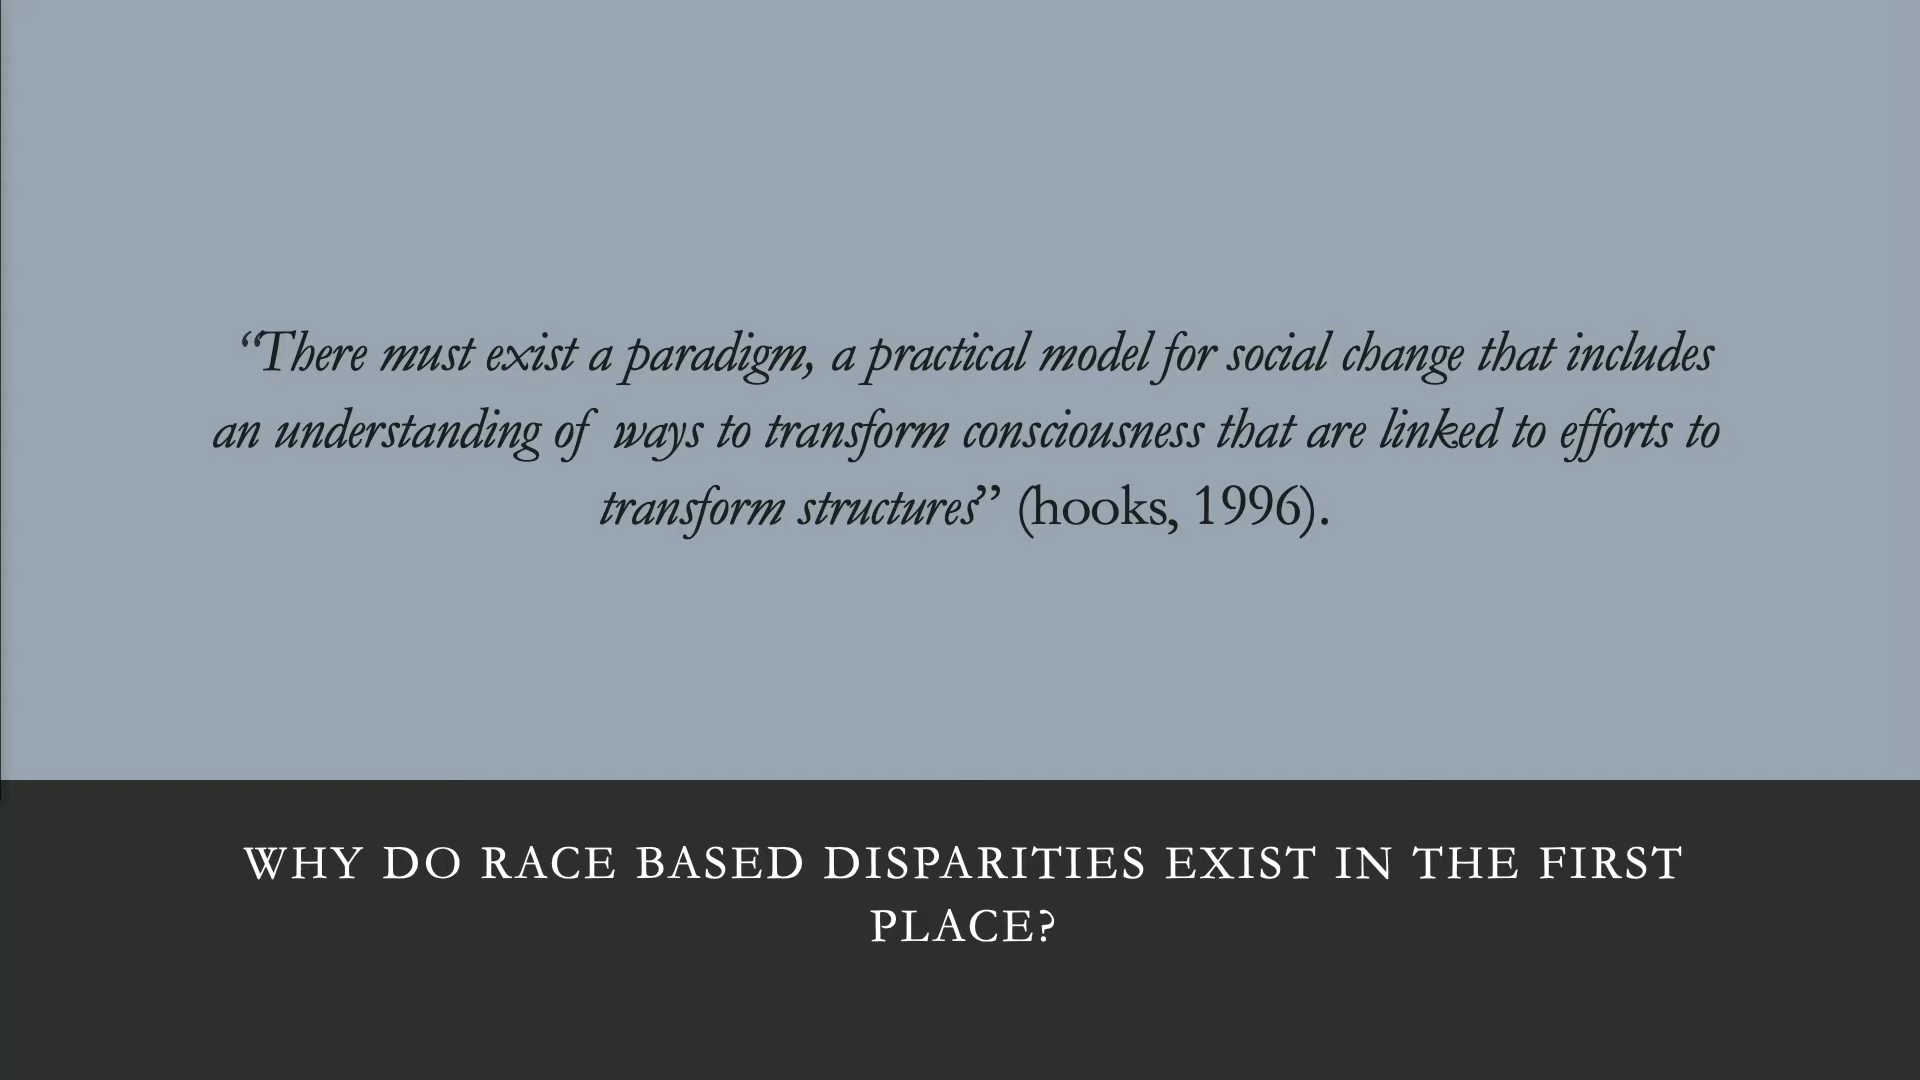 “There must exist a paradigm, a practical model for social change that includes
an understanding of ways to transform consciousness that are linked to efforts to
transform structures” (hooks, 1996).
WHY DO RACE BASED DISPARITIES EXIST IN THE FIRST
PLACE?